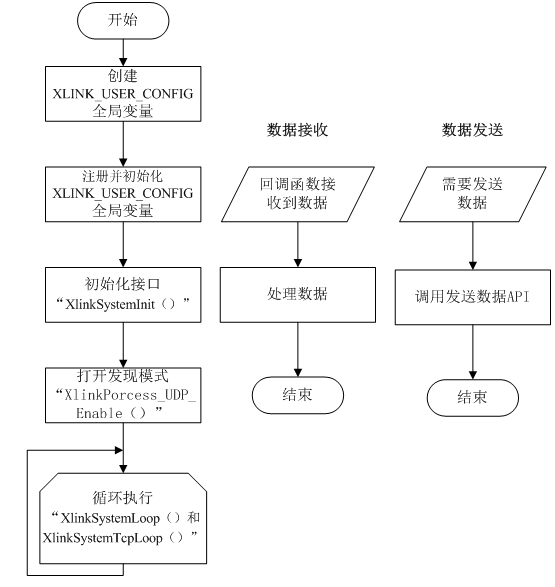 开始
创建
XLINK_USER_CONFIG
全局变量
注册并初始化
XLINK_USER_CONFIG
全局变量
初始化接口
“XlinkSystemInit（）”
打开发现模式
“XlinkPorcess_UDP_
Enable（）”
循环执行
“XlinkSystemLoop（）和
XlinkSystemTcpLoop（）”
数据接收
回调函数接
收到数据
处理数据
结束
数据发送
需要发送
数据
调用发送数据API
结束